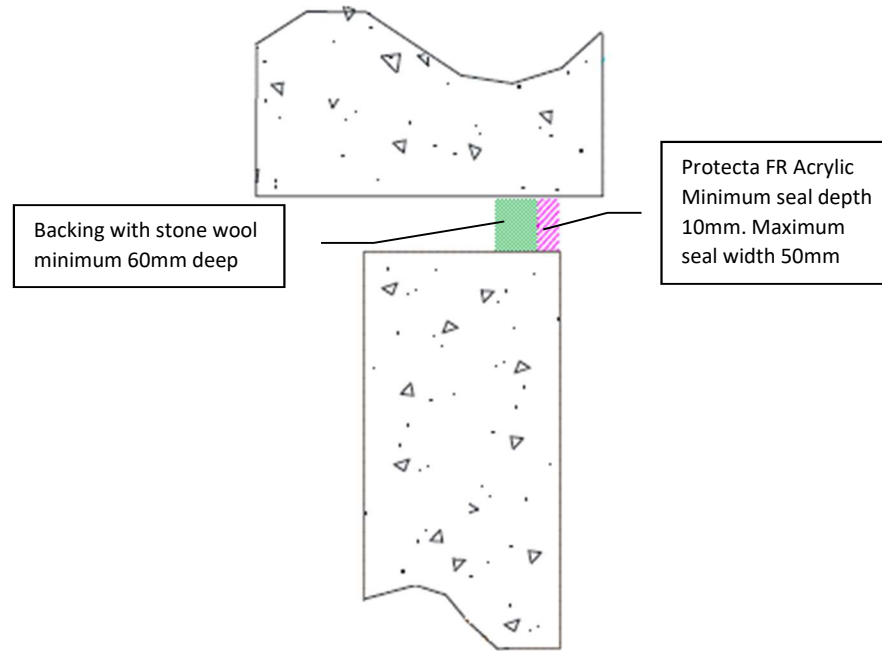 Backing with stone wool
minimum 60mm deep
Protecta FR Acrylic
Minimum seal depth
10mm. Maximum
seal width 50mm